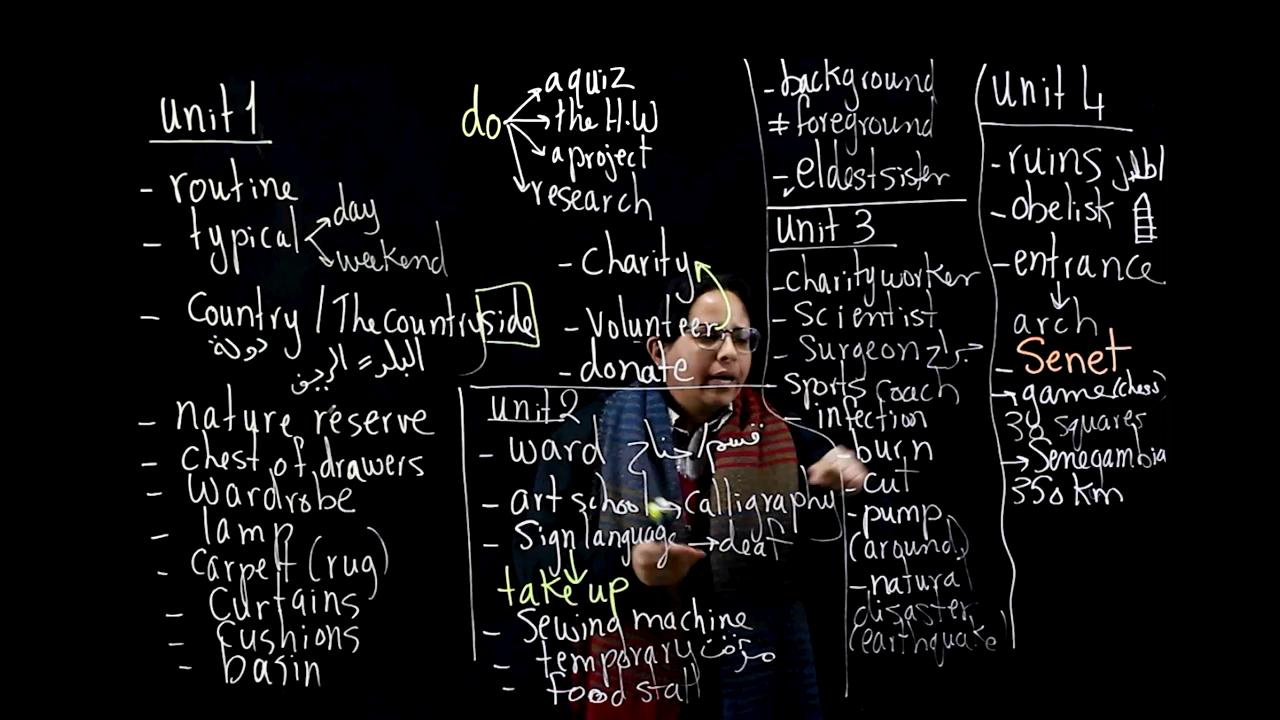 Unit 1
- routine
- typical
day
weekend
- Country / The countryside
دولة
الريف = البلد
- nature reserve
- chest of drawers
- wardrobe
- lamp
- carpet (rug)
- curtains
- cushions
- basin
do
a quiz
the H.W
a project
research
- charity
- volunteer
- donate
Unit 2
- ward قسم/جناح
- art school → calligraphy
- Sign language → deaf
take up
- Sewing machine
- temporary مؤقت
- food stall
- background
≠ foreground
- eldest sister
Unit 3
- charity worker
- Scientist
- Surgeon
- sports coach
- infection
- burn
- cut
- pump
(around)
- natural
disaster
(earthquake)
Unit 4
- ruins
- obelisk
- entrance
arch
- Senet
→ game (chess)
30 squares
→ Senegambia
350 km